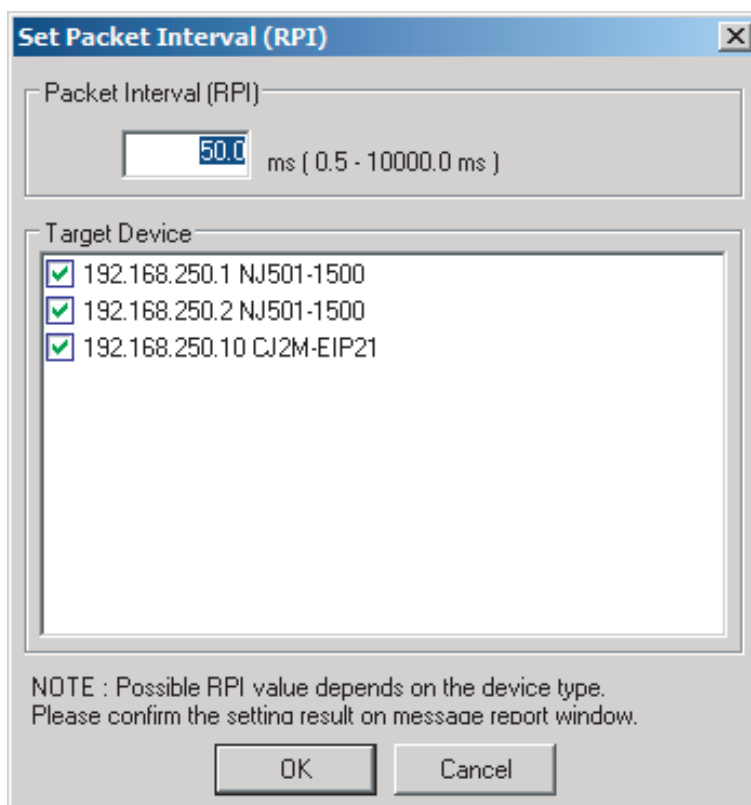 Set Packet Interval (RPI)
Packet Interval (RPI)
50.0 ms ( 0.5 - 10000.0 ms )
Target Device
192.168.250.1 NJ501-1500
192.168.250.2 NJ501-1500
192.168.250.10 CJ2M-EIP21
NOTE : Possible RPI value depends on the device type.
Please confirm the setting result on message report window.
OK Cancel